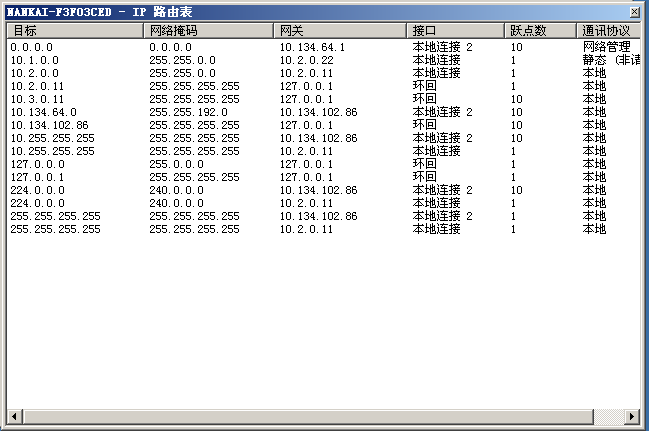 NANKAI-F3F03CED - IP 路由表
目标 网络掩码 网关 接口 跃点数 通讯协议
0.0.0.0 0.0.0.0 10.134.64.1 本地连接 2 10 网络管理
10.1.0.0 255.255.0.0 10.2.0.22 本地连接 1 静态 (非请
10.2.0.0 255.255.0.0 10.2.0.11 本地连接 1 本地
10.2.0.11 255.255.255.255 127.0.0.1 环回 1 本地
10.3.0.11 255.255.255.255 127.0.0.1 环回 10 本地
10.134.64.0 255.255.192.0 10.134.102.86 本地连接 2 10 本地
10.134.102.86 255.255.255.255 127.0.0.1 环回 10 本地
10.255.255.255 255.255.255.255 10.134.102.86 本地连接 2 10 本地
10.255.255.255 255.255.255.255 10.2.0.11 本地连接 1 本地
127.0.0.0 255.0.0.0 127.0.0.1 环回 1 本地
127.0.0.1 255.255.255.255 127.0.0.1 环回 1 本地
224.0.0.0 240.0.0.0 10.134.102.86 本地连接 2 10 本地
224.0.0.0 240.0.0.0 10.2.0.11 本地连接 1 本地
255.255.255.255 255.255.255.255 10.134.102.86 本地连接 2 1 本地
255.255.255.255 255.255.255.255 10.2.0.11 本地连接 1 本地